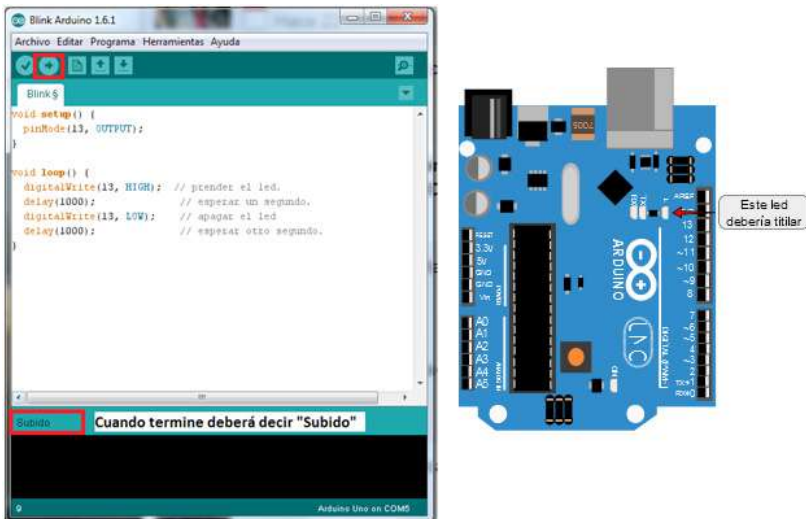 Blink Arduino 1.6.1
Archivo Editar Programa Herramientas Ayuda
Blink §
void setup() {
pinMode(13, OUTPUT);
}
void loop() {
digitalWrite(13, HIGH); // prender el led.
delay(1000); // esperar un segundo.
digitalWrite(13, LOW); // apagar el led
delay(1000); // esperar otro segundo.
}
Subido
Cuando termine deberá decir "Subido"
9
Arduino Uno on COM5
Este led
debería titilar
AREF
13
12
~11
~10
~9
8
7
~6
~5
4
~3
2
TX→1
RX←0
RESET
3.3v
5v
GND
GND
Vin
POWER
A0
A1
A2
A3
A4
A5
TX
RX
L
ON
ARDUINO